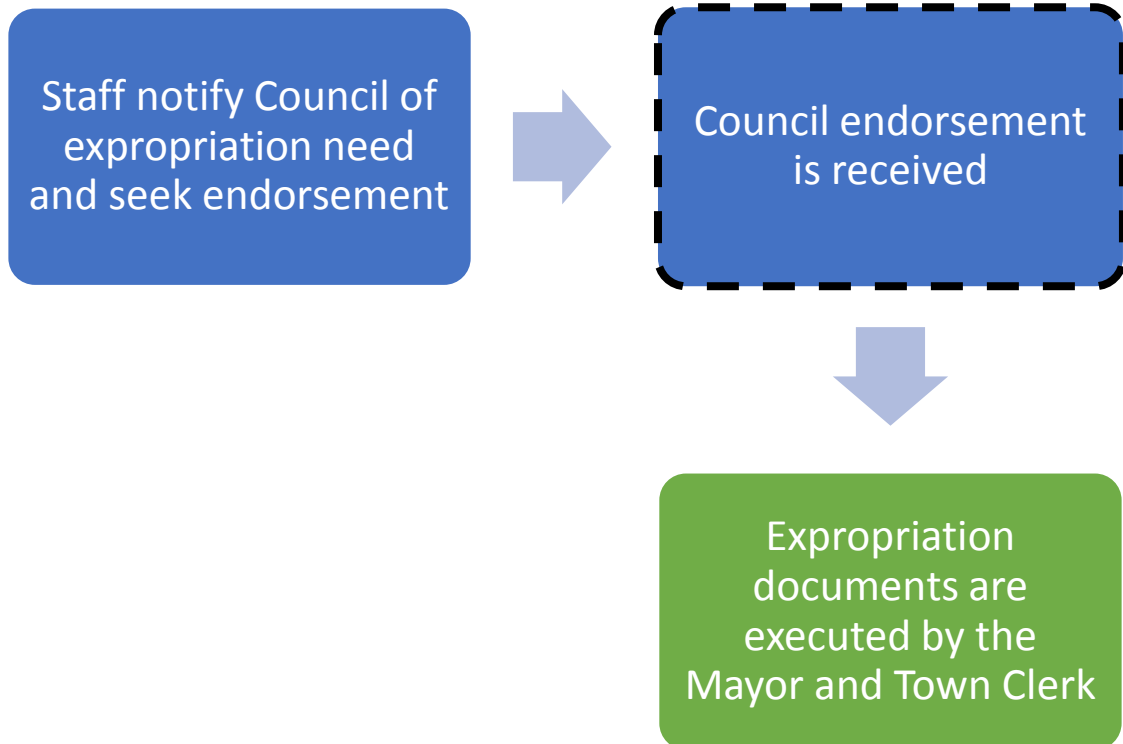 Staff notify Council of
expropriation need
and seek endorsement
Council endorsement
is received
Expropriation
documents are
executed by the
Mayor and Town Clerk